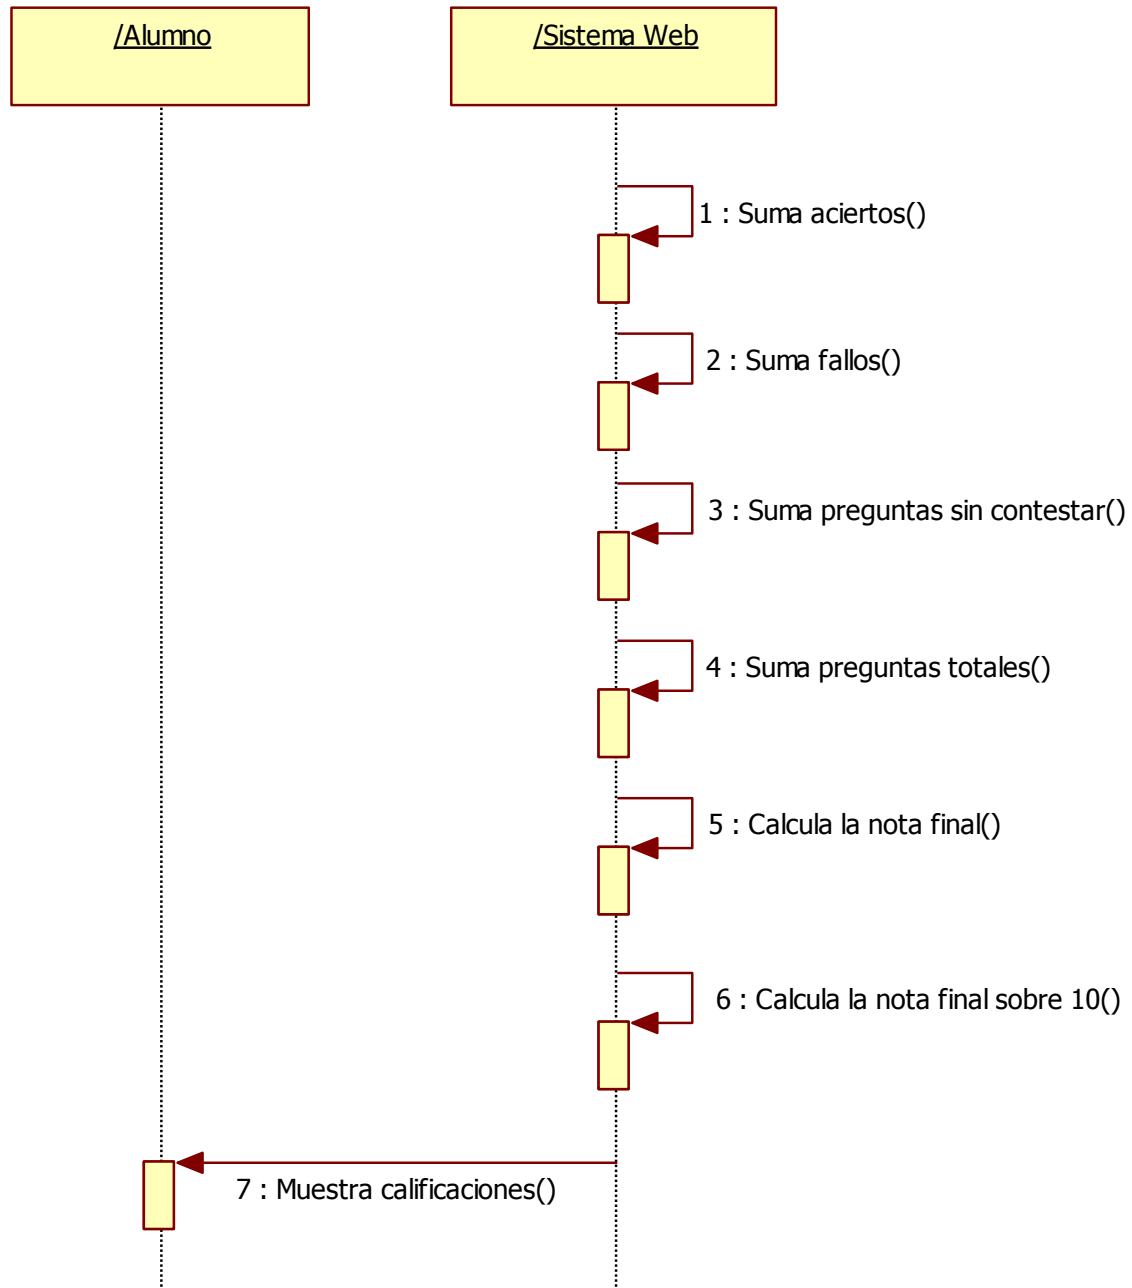 /Alumno
/Sistema Web
1 : Suma aciertos()
2 : Suma fallos()
3 : Suma preguntas sin contestar()
4 : Suma preguntas totales()
5 : Calcula la nota final()
6 : Calcula la nota final sobre 10()
7 : Muestra calificaciones()